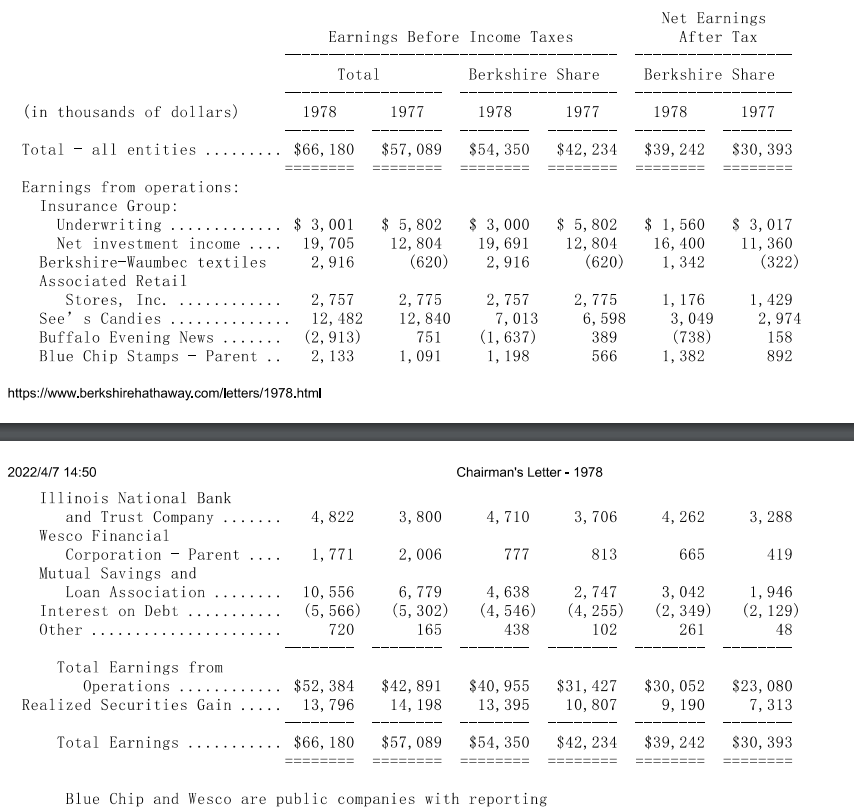 Net Earnings
Earnings Before Income Taxes After Tax
Total Berkshire Share Berkshire Share
(in thousands of dollars) 1978 1977 1978 1977 1978 1977
Total - all entities ......... $66,180 $57,089 $54,350 $42,234 $39,242 $30,393
======== ======== ======== ======== ======== ========
Earnings from operations:
Insurance Group:
Underwriting ............. $ 3,001 $ 5,802 $ 3,000 $ 5,802 $ 1,560 $ 3,017
Net investment income .... 19,705 12,804 19,691 12,804 16,400 11,360
Berkshire-Waumbec textiles 2,916 (620) 2,916 (620) 1,342 (322)
Associated Retail
Stores, Inc. ............ 2,757 2,775 2,757 2,775 1,176 1,429
See's Candies .............. 12,482 12,840 7,013 6,598 3,049 2,974
Buffalo Evening News ....... (2,913) 751 (1,637) 389 (738) 158
Blue Chip Stamps - Parent .. 2,133 1,091 1,198 566 1,382 892
https://www.berkshirehathaway.com/letters/1978.html
2022/4/7 14:50 Chairman's Letter - 1978
Illinois National Bank
and Trust Company ....... 4,822 3,800 4,710 3,706 4,262 3,288
Wesco Financial
Corporation - Parent .... 1,771 2,006 777 813 665 419
Mutual Savings and
Loan Association ........ 10,556 6,779 4,638 2,747 3,042 1,946
Interest on Debt ........... (5,566) (5,302) (4,546) (4,255) (2,349) (2,129)
Other ...................... 720 165 438 102 261 48
Total Earnings from
Operations ............ $52,384 $42,891 $40,955 $31,427 $30,052 $23,080
Realized Securities Gain ..... 13,796 14,198 13,395 10,807 9,190 7,313
Total Earnings ........... $66,180 $57,089 $54,350 $42,234 $39,242 $30,393
======== ======== ======== ======== ======== ========
Blue Chip and Wesco are public companies with reporting